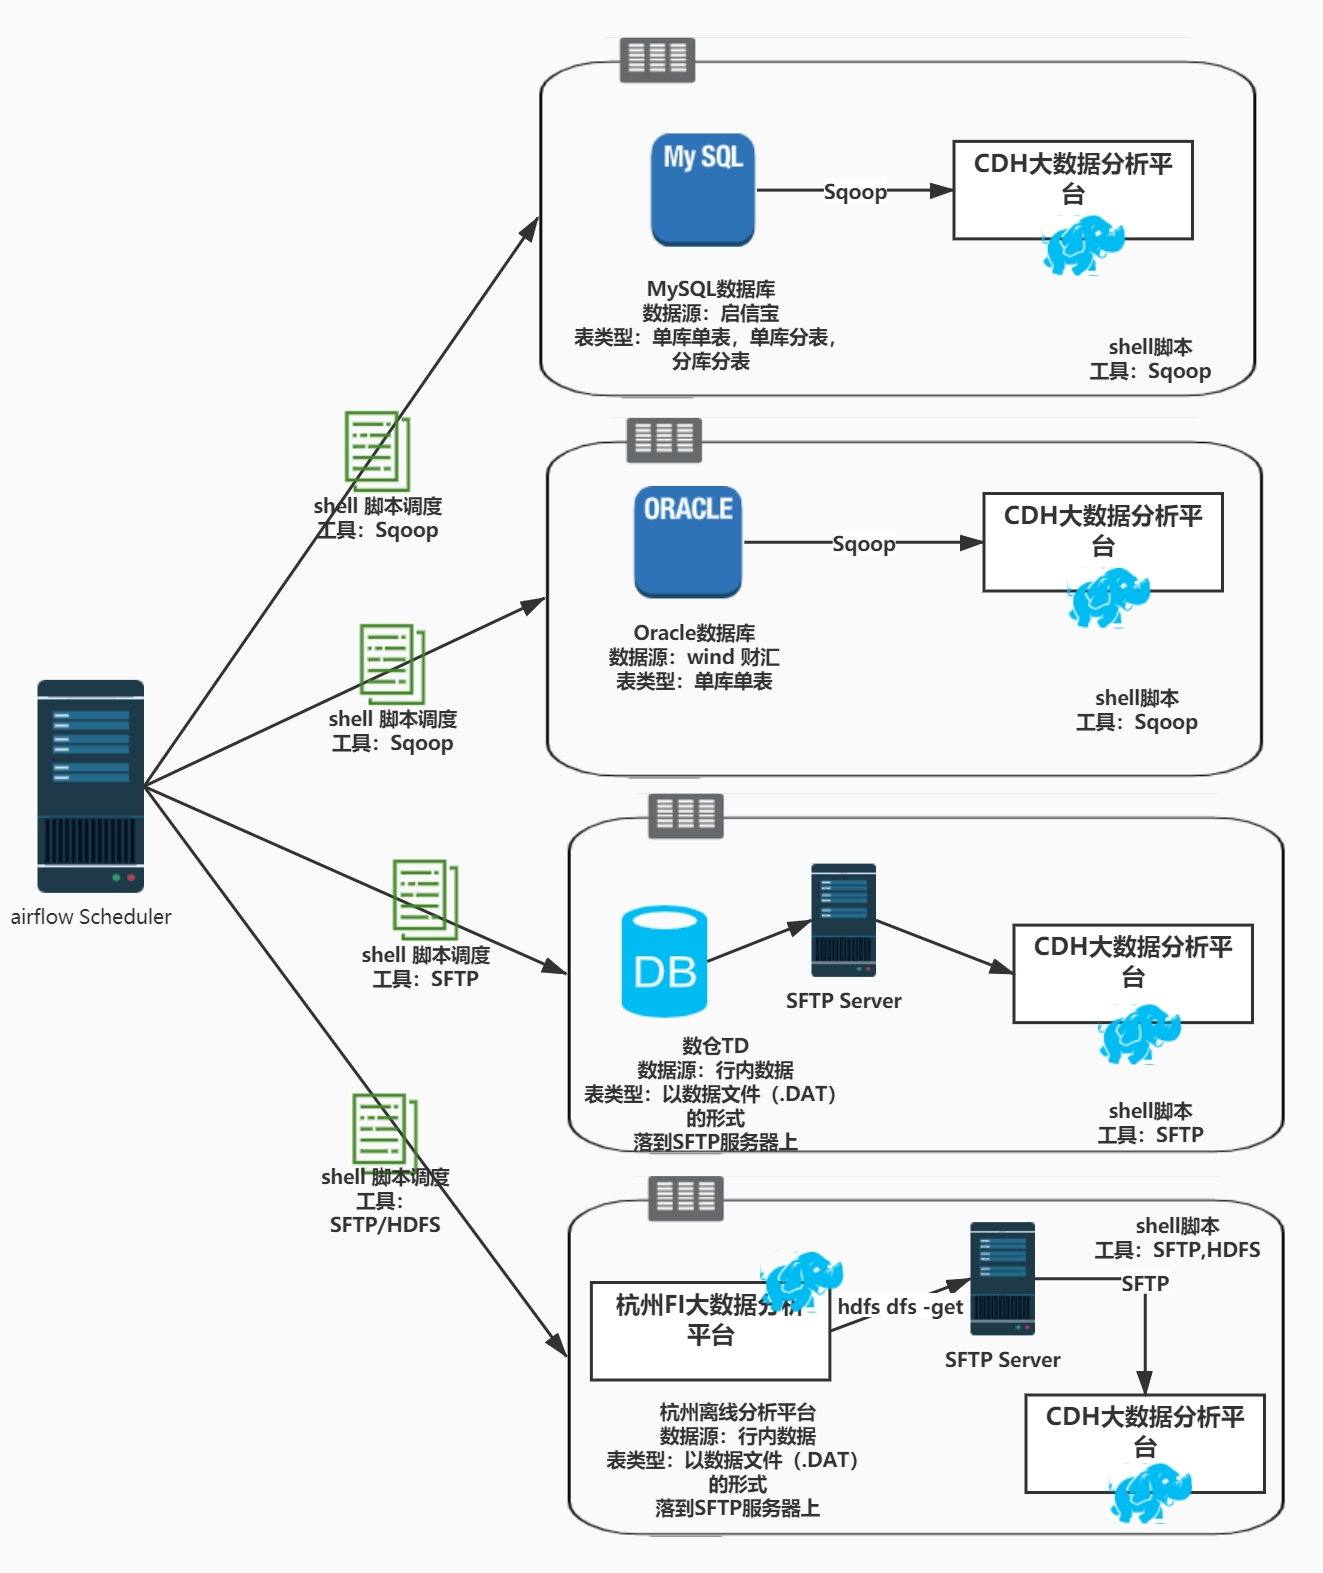 My SQL
Sqoop
CDH大数据分析平
台
MySQL数据库
数据源：启信宝
表类型：单库单表，单库分表，
分库分表
shell脚本
工具：Sqoop
shell 脚本调度
工具：Sqoop
ORACLE
Sqoop
CDH大数据分析平
台
Oracle数据库
数据源：wind 财汇
表类型：单库单表
shell脚本
工具：Sqoop
shell 脚本调度
工具：Sqoop
airflow Scheduler
shell 脚本调度
工具：SFTP
DB
SFTP Server
CDH大数据分析平
台
数仓TD
数据源：行内数据
表类型：以数据文件（.DAT）
的形式
落到SFTP服务器上
shell脚本
工具：SFTP
shell 脚本调度
工具：
SFTP/HDFS
shell脚本
工具：SFTP,HDFS
杭州FI大数据分析
平台
hdfs dfs -get
SFTP
SFTP Server
CDH大数据分析平
台
杭州离线分析平台
数据源：行内数据
表类型：以数据文件（.DAT）
的形式
落到SFTP服务器上